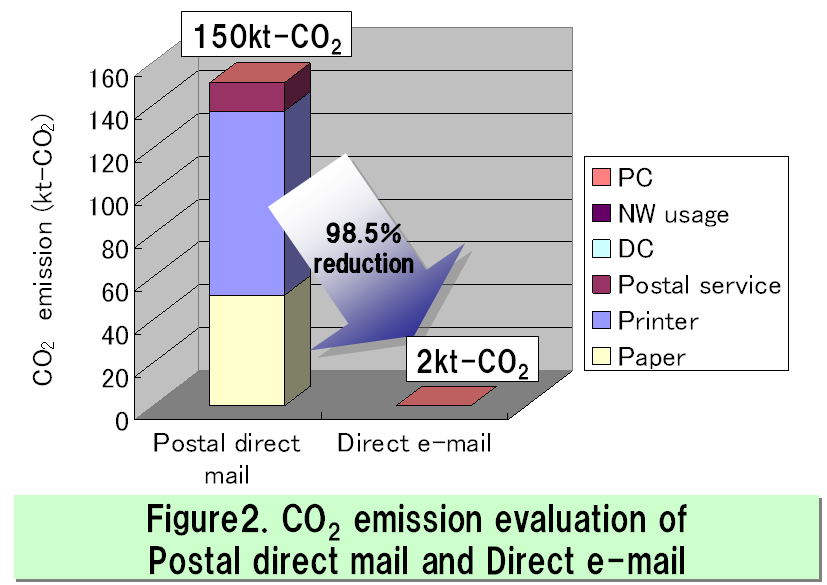 150kt-CO₂
160
140
120
100
80
60
40
20
0
CO₂ emission (kt-CO₂)
98.5%
reduction
2kt-CO₂
Postal direct
mail
Direct e-mail
PC
NW usage
DC
Postal service
Printer
Paper
Figure2. CO₂ emission evaluation of
Postal direct mail and Direct e-mail